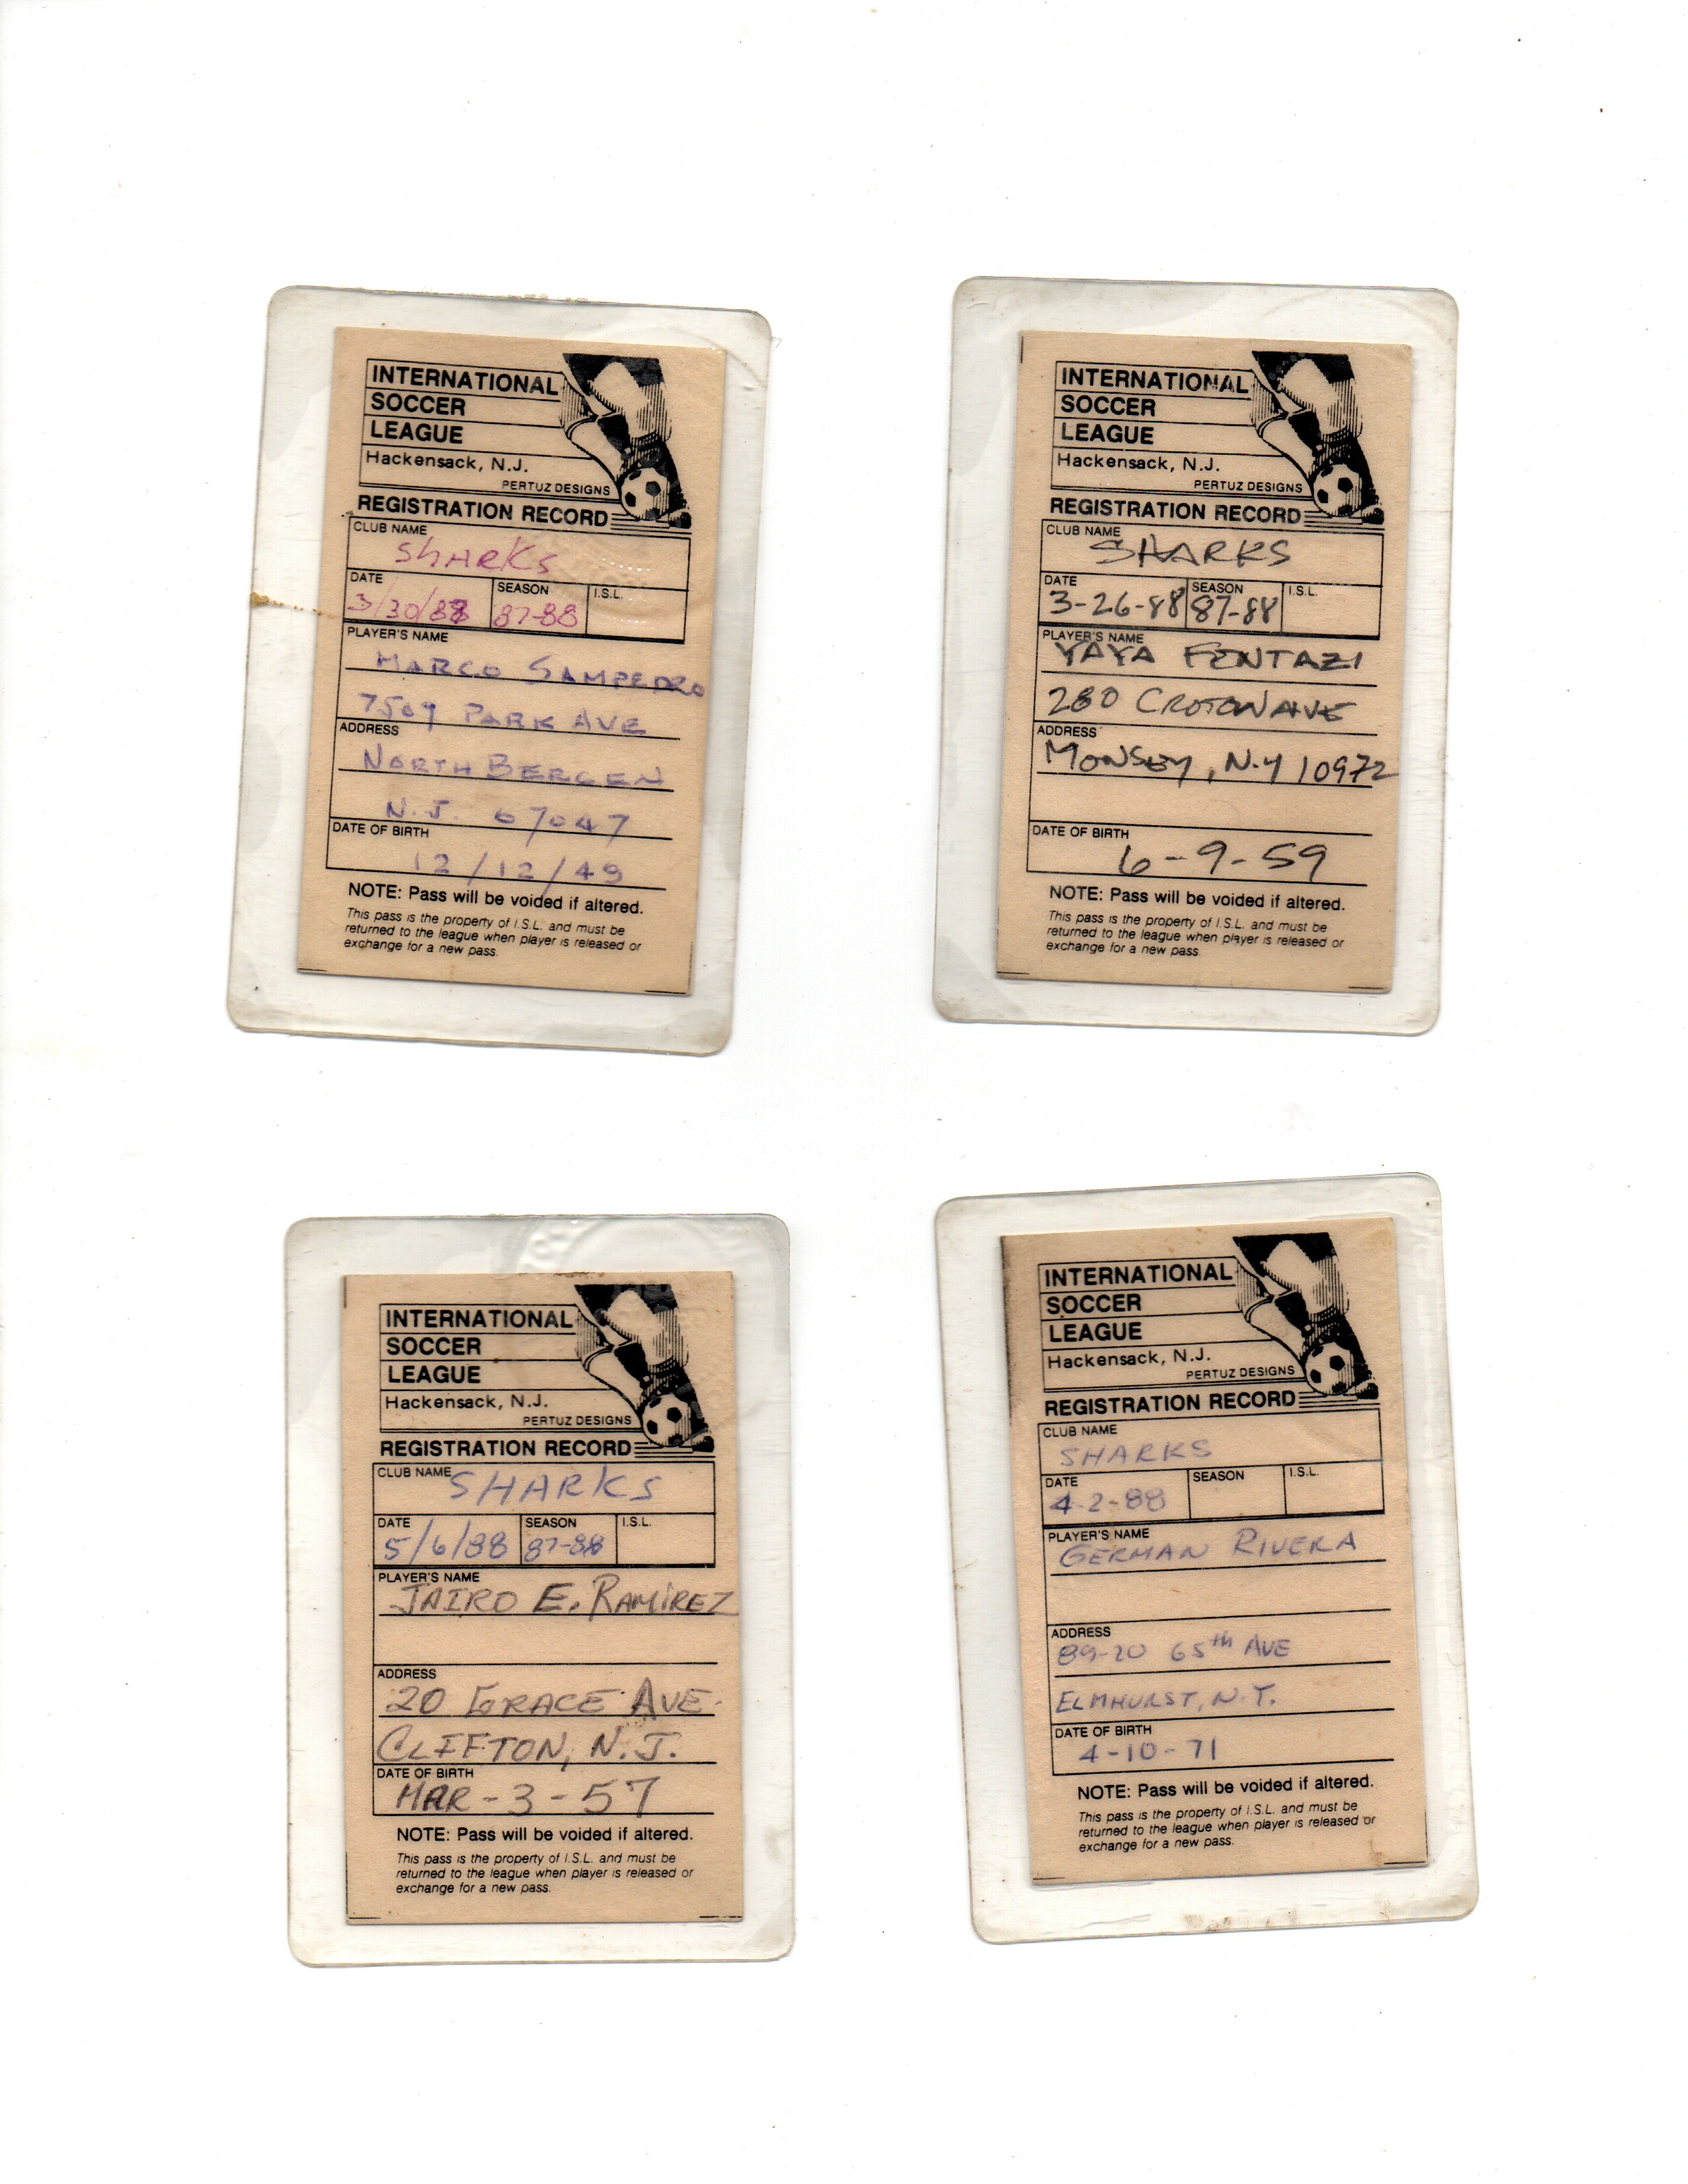 INTERNATIONAL
SOCCER
LEAGUE
Hackensack, N.J.
PERTUZ DESIGNS
REGISTRATION RECORD
CLUB NAME
SHARKS
DATE SEASON I.S.L.
3/30/88 87-88
PLAYER'S NAME
MARCO SAMPEDRO
7509 PARK AVE
ADDRESS
NORTH BERGEN
N.J. 07047
DATE OF BIRTH
12/12/49
NOTE: Pass will be voided if altered.
This pass is the property of I.S.L. and must be
returned to the league when player is released or
exchange for a new pass.
INTERNATIONAL
SOCCER
LEAGUE
Hackensack, N.J.
PERTUZ DESIGNS
REGISTRATION RECORD
CLUB NAME
SHARKS
DATE SEASON I.S.L.
3-26-88 87-88
PLAYER'S NAME
YAYA FENTAZI
280 CROTON AVE
ADDRESS
MONSEY, N.Y 10972
DATE OF BIRTH
6-9-59
NOTE: Pass will be voided if altered.
This pass is the property of I.S.L. and must be
returned to the league when player is released or
exchange for a new pass.
INTERNATIONAL
SOCCER
LEAGUE
Hackensack, N.J.
PERTUZ DESIGNS
REGISTRATION RECORD
CLUB NAME
SHARKS
DATE SEASON I.S.L.
5/6/88 87-88
PLAYER'S NAME
JAIRO E. RAMIREZ
ADDRESS
20 GRACE AVE.
CLIFTON, N.J.
DATE OF BIRTH
MAR-3-57
NOTE: Pass will be voided if altered.
This pass is the property of I.S.L. and must be
returned to the league when player is released or
exchange for a new pass.
INTERNATIONAL
SOCCER
LEAGUE
Hackensack, N.J.
PERTUZ DESIGNS
REGISTRATION RECORD
CLUB NAME
SHARKS
DATE SEASON I.S.L.
4-2-88
PLAYER'S NAME
GERMAN RIVERA
ADDRESS
89-20 65th AVE
ELMHURST, N.Y.
DATE OF BIRTH
4-10-71
NOTE: Pass will be voided if altered.
This pass is the property of I.S.L. and must be
returned to the league when player is released or
exchange for a new pass.